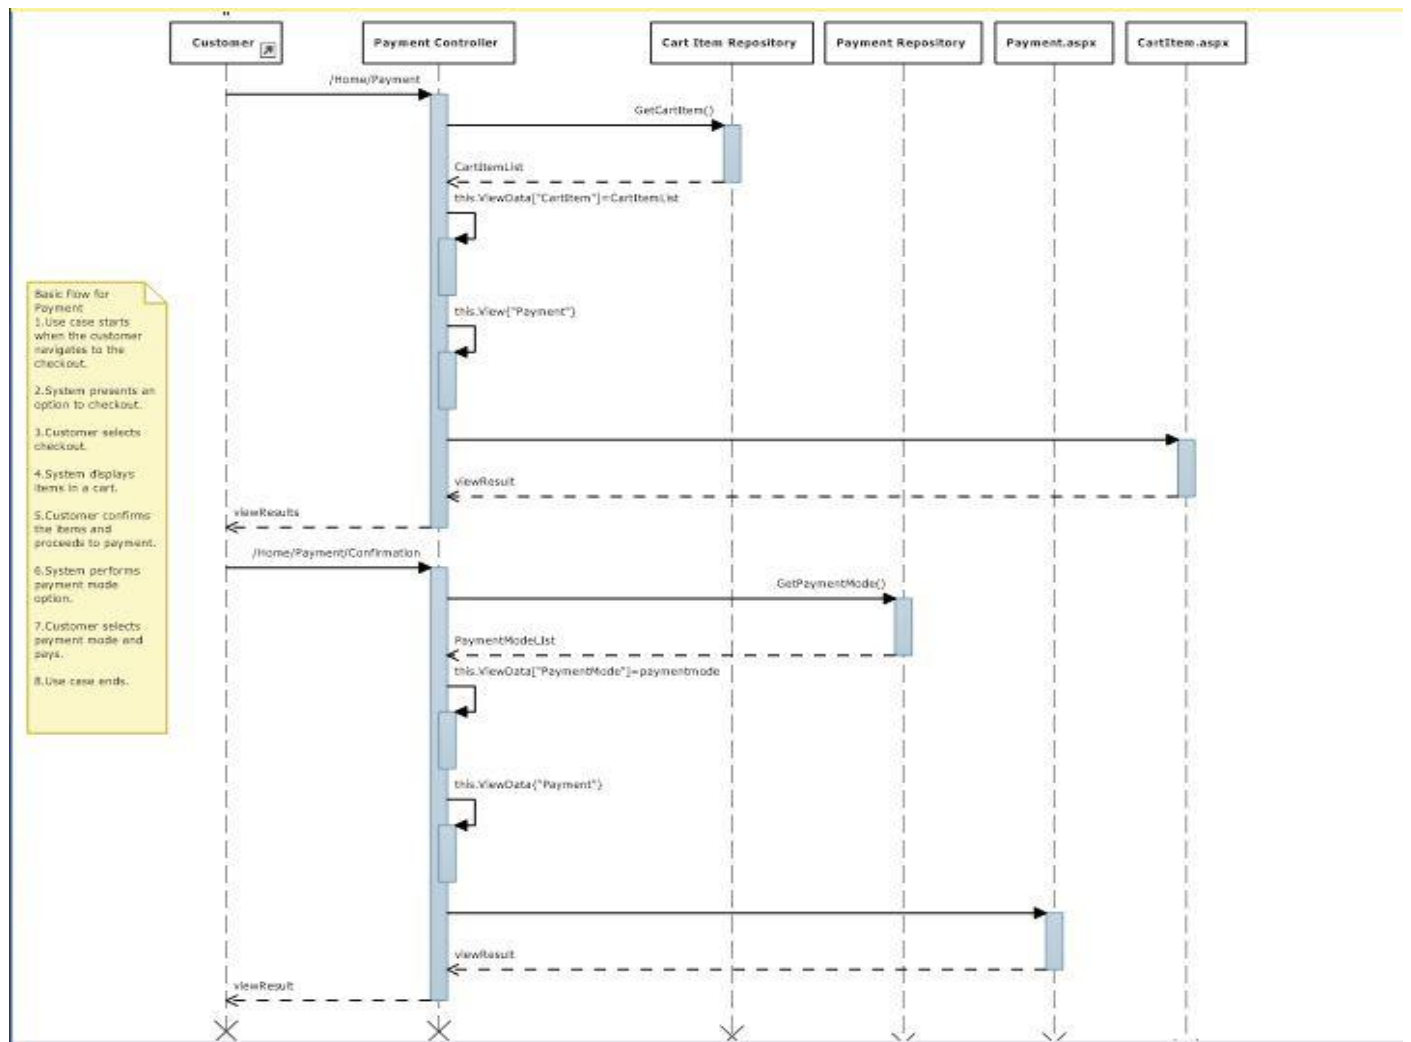 Customer
Payment Controller
Cart Item Repository
Payment Repository
Payment.aspx
CartItem.aspx
/Home/Payment
GetCartItem()
CartItemList
this.ViewData["CartItem"]=CartItemList
this.View{"Payment"}
viewResult
viewResults
/Home/Payment/Confirmation
GetPaymentMode()
PaymentModeList
this.ViewData["PaymentMode"]=paymentmode
this.ViewData{"Payment"}
viewResult
viewResult
Basic Flow for
Payment
1.Use case starts
when the customer
navigates to the
checkout.
2.System presents an
option to checkout.
3.Customer selects
checkout.
4.System displays
items in a cart.
5.Customer confirms
the items and
proceeds to payment.
6.System performs
payment mode
option.
7.Customer selects
payment mode and
pays.
8.Use case ends.